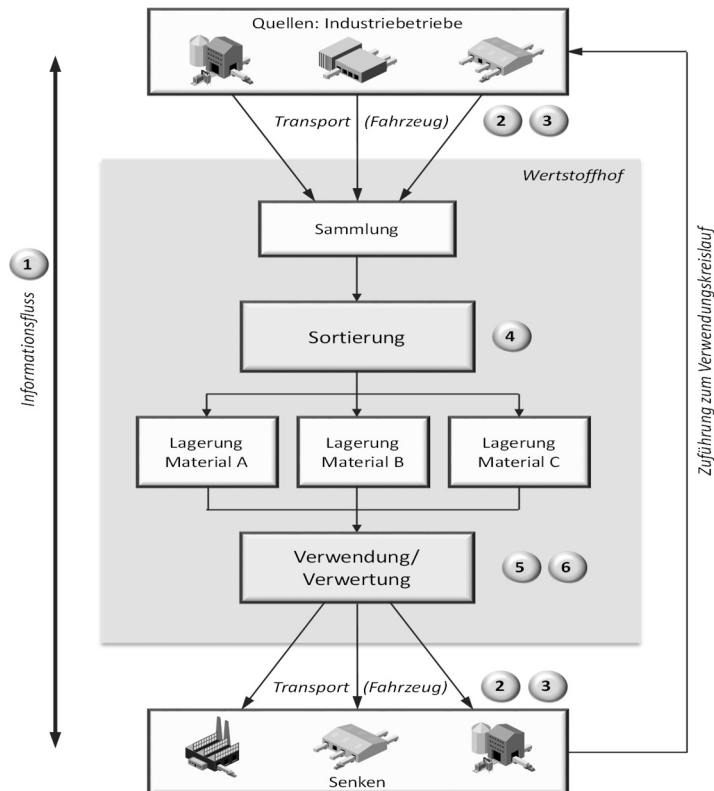 Quellen: Industriebetriebe
Transport (Fahrzeug)
2 3
Wertstoffhof
Sammlung
1
Informationsfluss
Sortierung
4
Zuführung zum Verwendungskreislauf
Lagerung
Material A
Lagerung
Material B
Lagerung
Material C
Verwendung/
Verwertung
5 6
Transport (Fahrzeug)
2 3
Senken